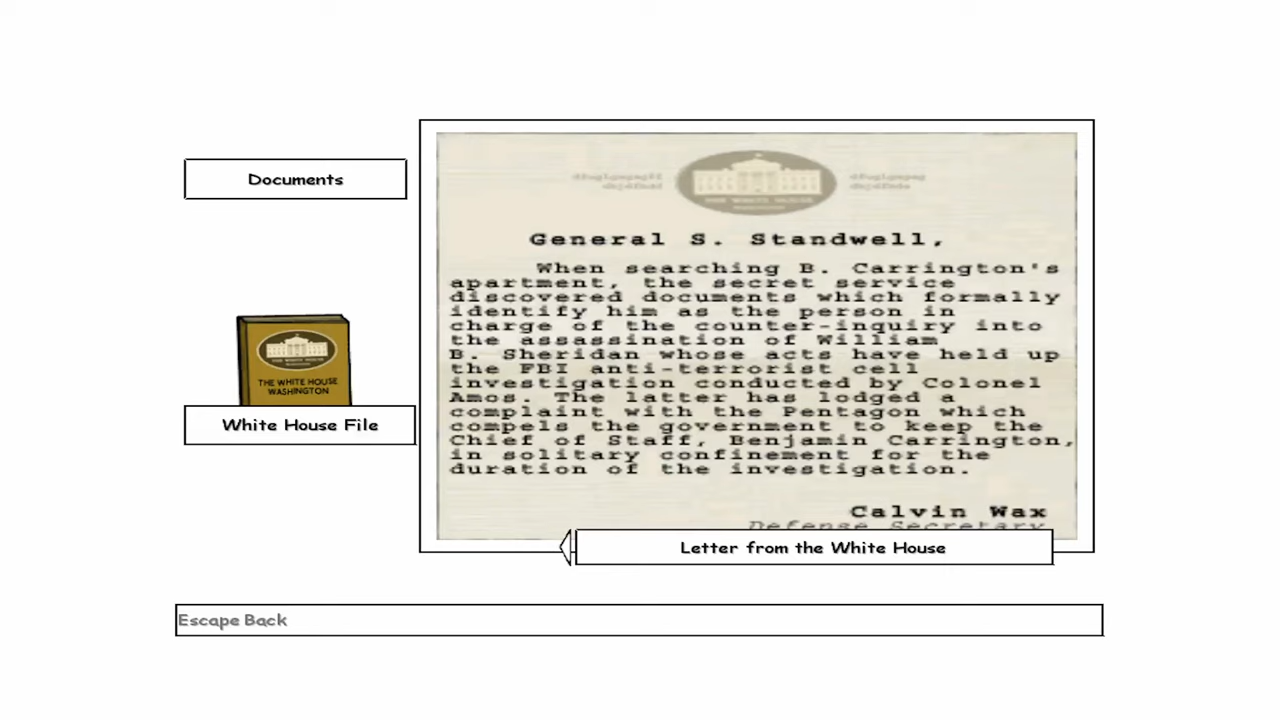 Documents
THE WHITE HOUSE
General S. Standwell,
When searching B. Carrington's
apartment, the secret service
discovered documents which formally
identify him as the person in
charge of the counter-inquiry into
the assassination of William
B. Sheridan whose acts have held up
the FBI anti-terrorist cell
investigation conducted by Colonel
Amos. The latter has lodged a
complaint with the Pentagon which
compels the government to keep the
Chief of Staff, Benjamin Carrington,
in solitary confinement for the
duration of the investigation.
Calvin Wax
Defense Secretary
THE WHITE HOUSE
WASHINGTON
White House File
Letter from the White House
Escape Back